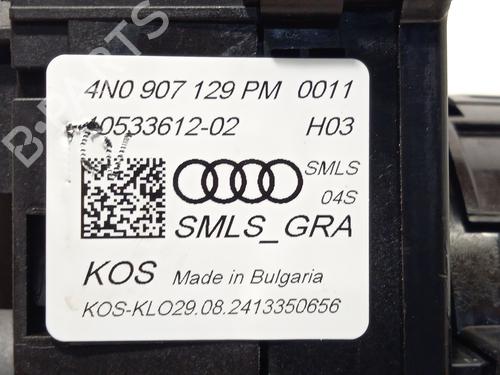 4N0 907 129 PM 0011
10533612-02 H03
SMLS
04S
SMLS_GRA
KOS Made in Bulgaria
KOS-KLO29.08.2413350656
B-PARTS